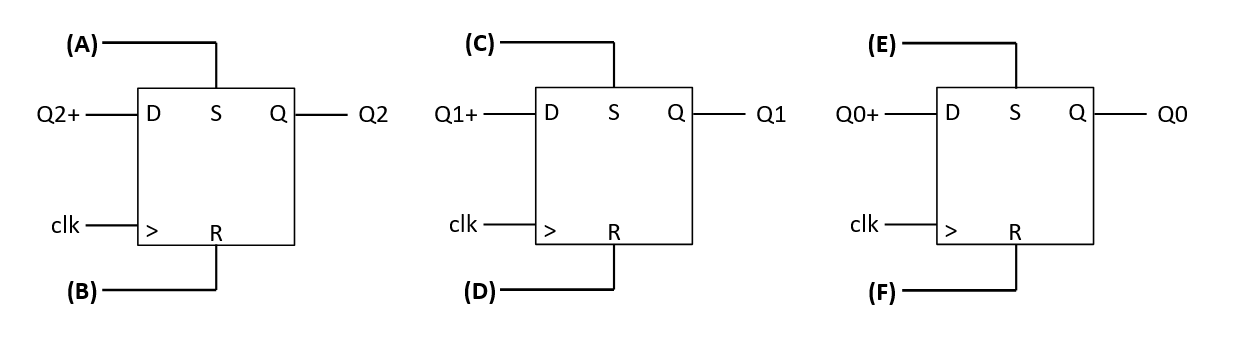 (A) (C) (E)
Q2+ D S Q Q2 Q1+ D S Q Q1 Q0+ D S Q Q0
clk > R clk > R clk > R
(B) (D) (F)